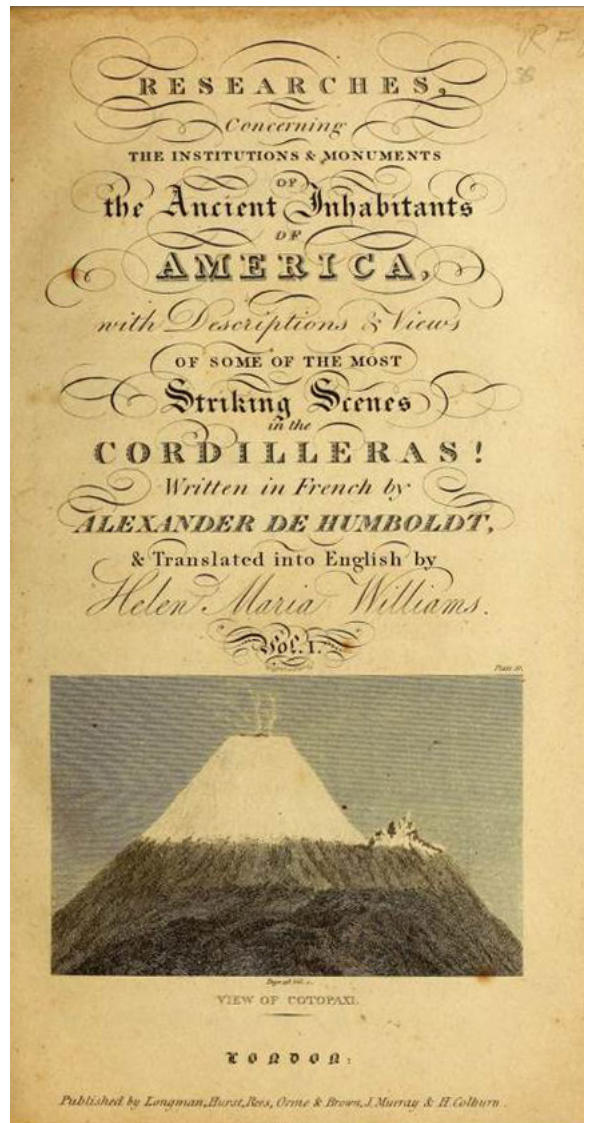 RESEARCHES,
Concerning
THE INSTITUTIONS & MONUMENTS
OF
the Ancient Inhabitants
OF
AMERICA,
with Descriptions & Views
OF SOME OF THE MOST
Striking Scenes
in the
CORDILLERAS!
Written in French by
ALEXANDER DE HUMBOLDT,
& Translated into English by
Helen Maria Williams.
Vol. I.
Plate 10.
VIEW OF COTOPAXI.
LONDON:
Published by Longman, Hurst, Rees, Orme & Brown, J. Murray & H. Colburn.